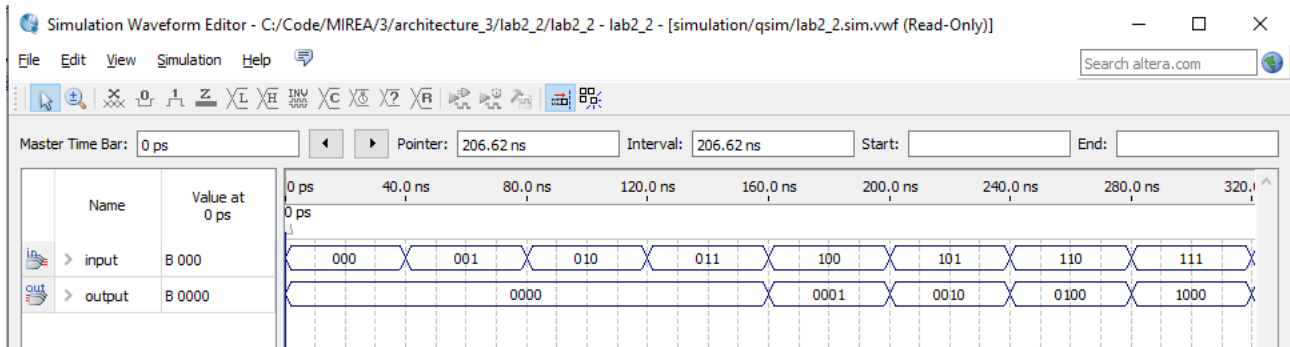 Simulation Waveform Editor - C:/Code/MIREA/3/architecture_3/lab2_2/lab2_2 - lab2_2 - [simulation/qsim/lab2_2.sim.vwf (Read-Only)]
File Edit View Simulation Help
Search altera.com
Master Time Bar: 0 ps Pointer: 206.62 ns Interval: 206.62 ns Start: End:
Name Value at 0 ps
0 ps 40.0 ns 80.0 ns 120.0 ns 160.0 ns 200.0 ns 240.0 ns 280.0 ns 320.
0 ps
in input B 000 000 001 010 011 100 101 110 111
out output B 0000 0000 0001 0010 0100 1000